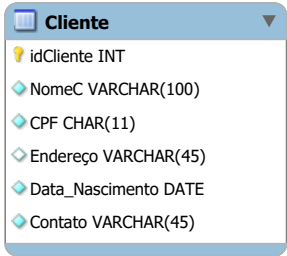 Cliente
idCliente INT
NomeC VARCHAR(100)
CPF CHAR(11)
Endereço VARCHAR(45)
Data_Nascimento DATE
Contato VARCHAR(45)